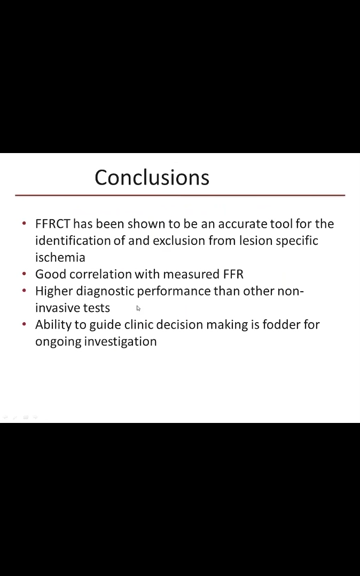 Conclusions
• FFRCT has been shown to be an accurate tool for the
identification of and exclusion from lesion specific
ischemia
• Good correlation with measured FFR
• Higher diagnostic performance than other non-
invasive tests
• Ability to guide clinic decision making is fodder for
ongoing investigation